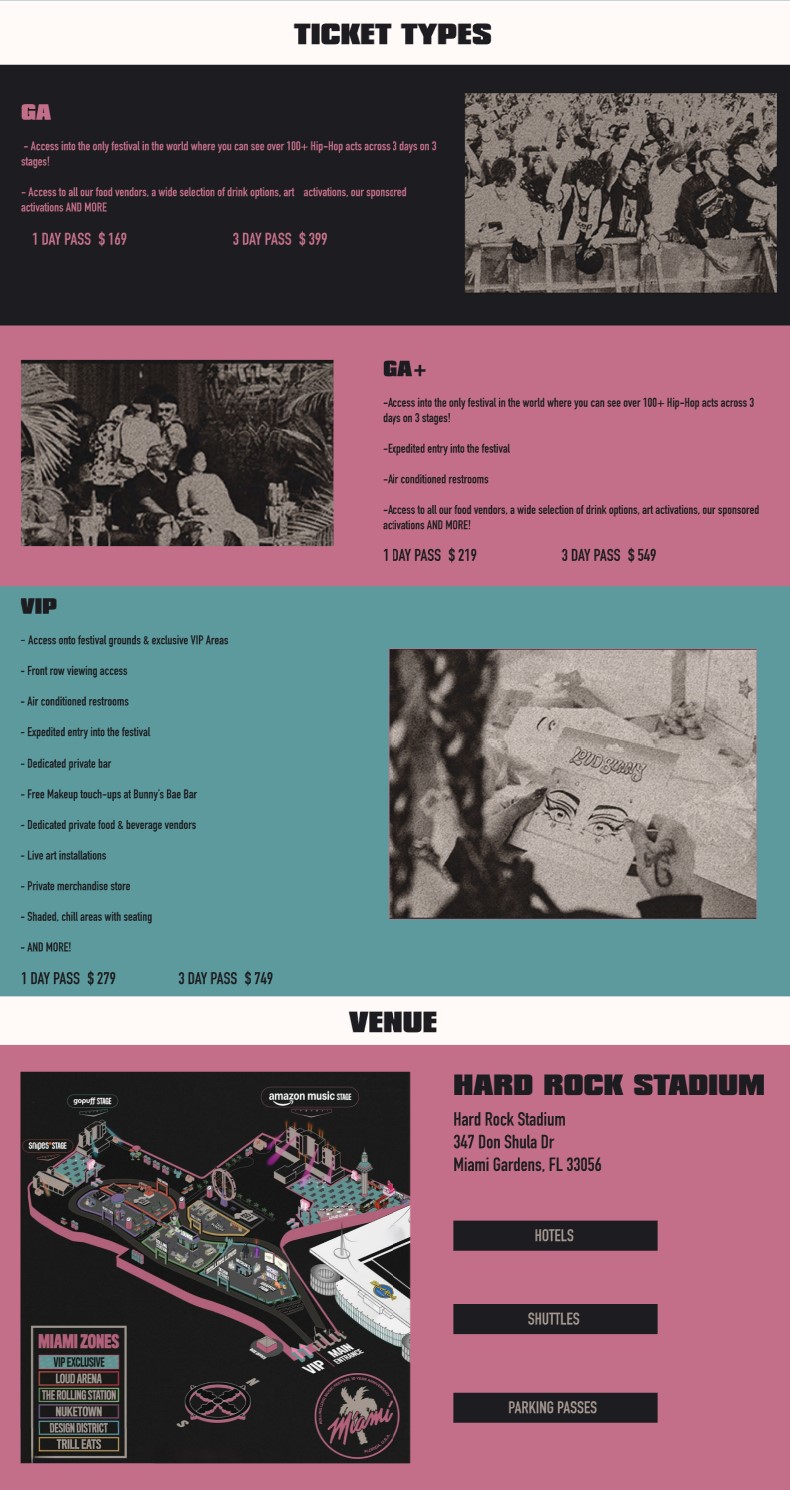 TICKET TYPES
GA
- Access into the only festival in the world where you can see over 100+ Hip-Hop acts across 3 days on 3
stages!
- Access to all our food vendors, a wide selection of drink options, art activations, our sponsored
activations AND MORE
1 DAY PASS $ 169
3 DAY PASS $ 399
GA+
-Access into the only festival in the world where you can see over 100+ Hip-Hop acts across 3
days on 3 stages!
-Expedited entry into the festival
-Air conditioned restrooms
-Access to all our food vendors, a wide selection of drink options, art activations, our sponsored
activations AND MORE!
1 DAY PASS $ 219
3 DAY PASS $ 549
VIP
- Access onto festival grounds & exclusive VIP Areas
- Front row viewing access
- Air conditioned restrooms
- Expedited entry into the festival
- Dedicated private bar
- Free Makeup touch-ups at Bunny's Bae Bar
- Dedicated private food & beverage vendors
- Live art installations
- Private merchandise store
- Shaded, chill areas with seating
- AND MORE!
1 DAY PASS $ 279
3 DAY PASS $ 749
LOUD BUNNY
VENUE
gopuff STAGE
amazon music STAGE
snipes STAGE
VIP
MAIN
ENTRANCE
N
S
MIAMI ZONES
VIP EXCLUSIVE
LOUD ARENA
THE ROLLING STATION
NUKETOWN
DESIGN DISTRICT
TRILL EATS
Miami
FLORIDA, U.S.A.
HARD ROCK STADIUM
Hard Rock Stadium
347 Don Shula Dr
Miami Gardens, FL 33056
HOTELS
SHUTTLES
PARKING PASSES